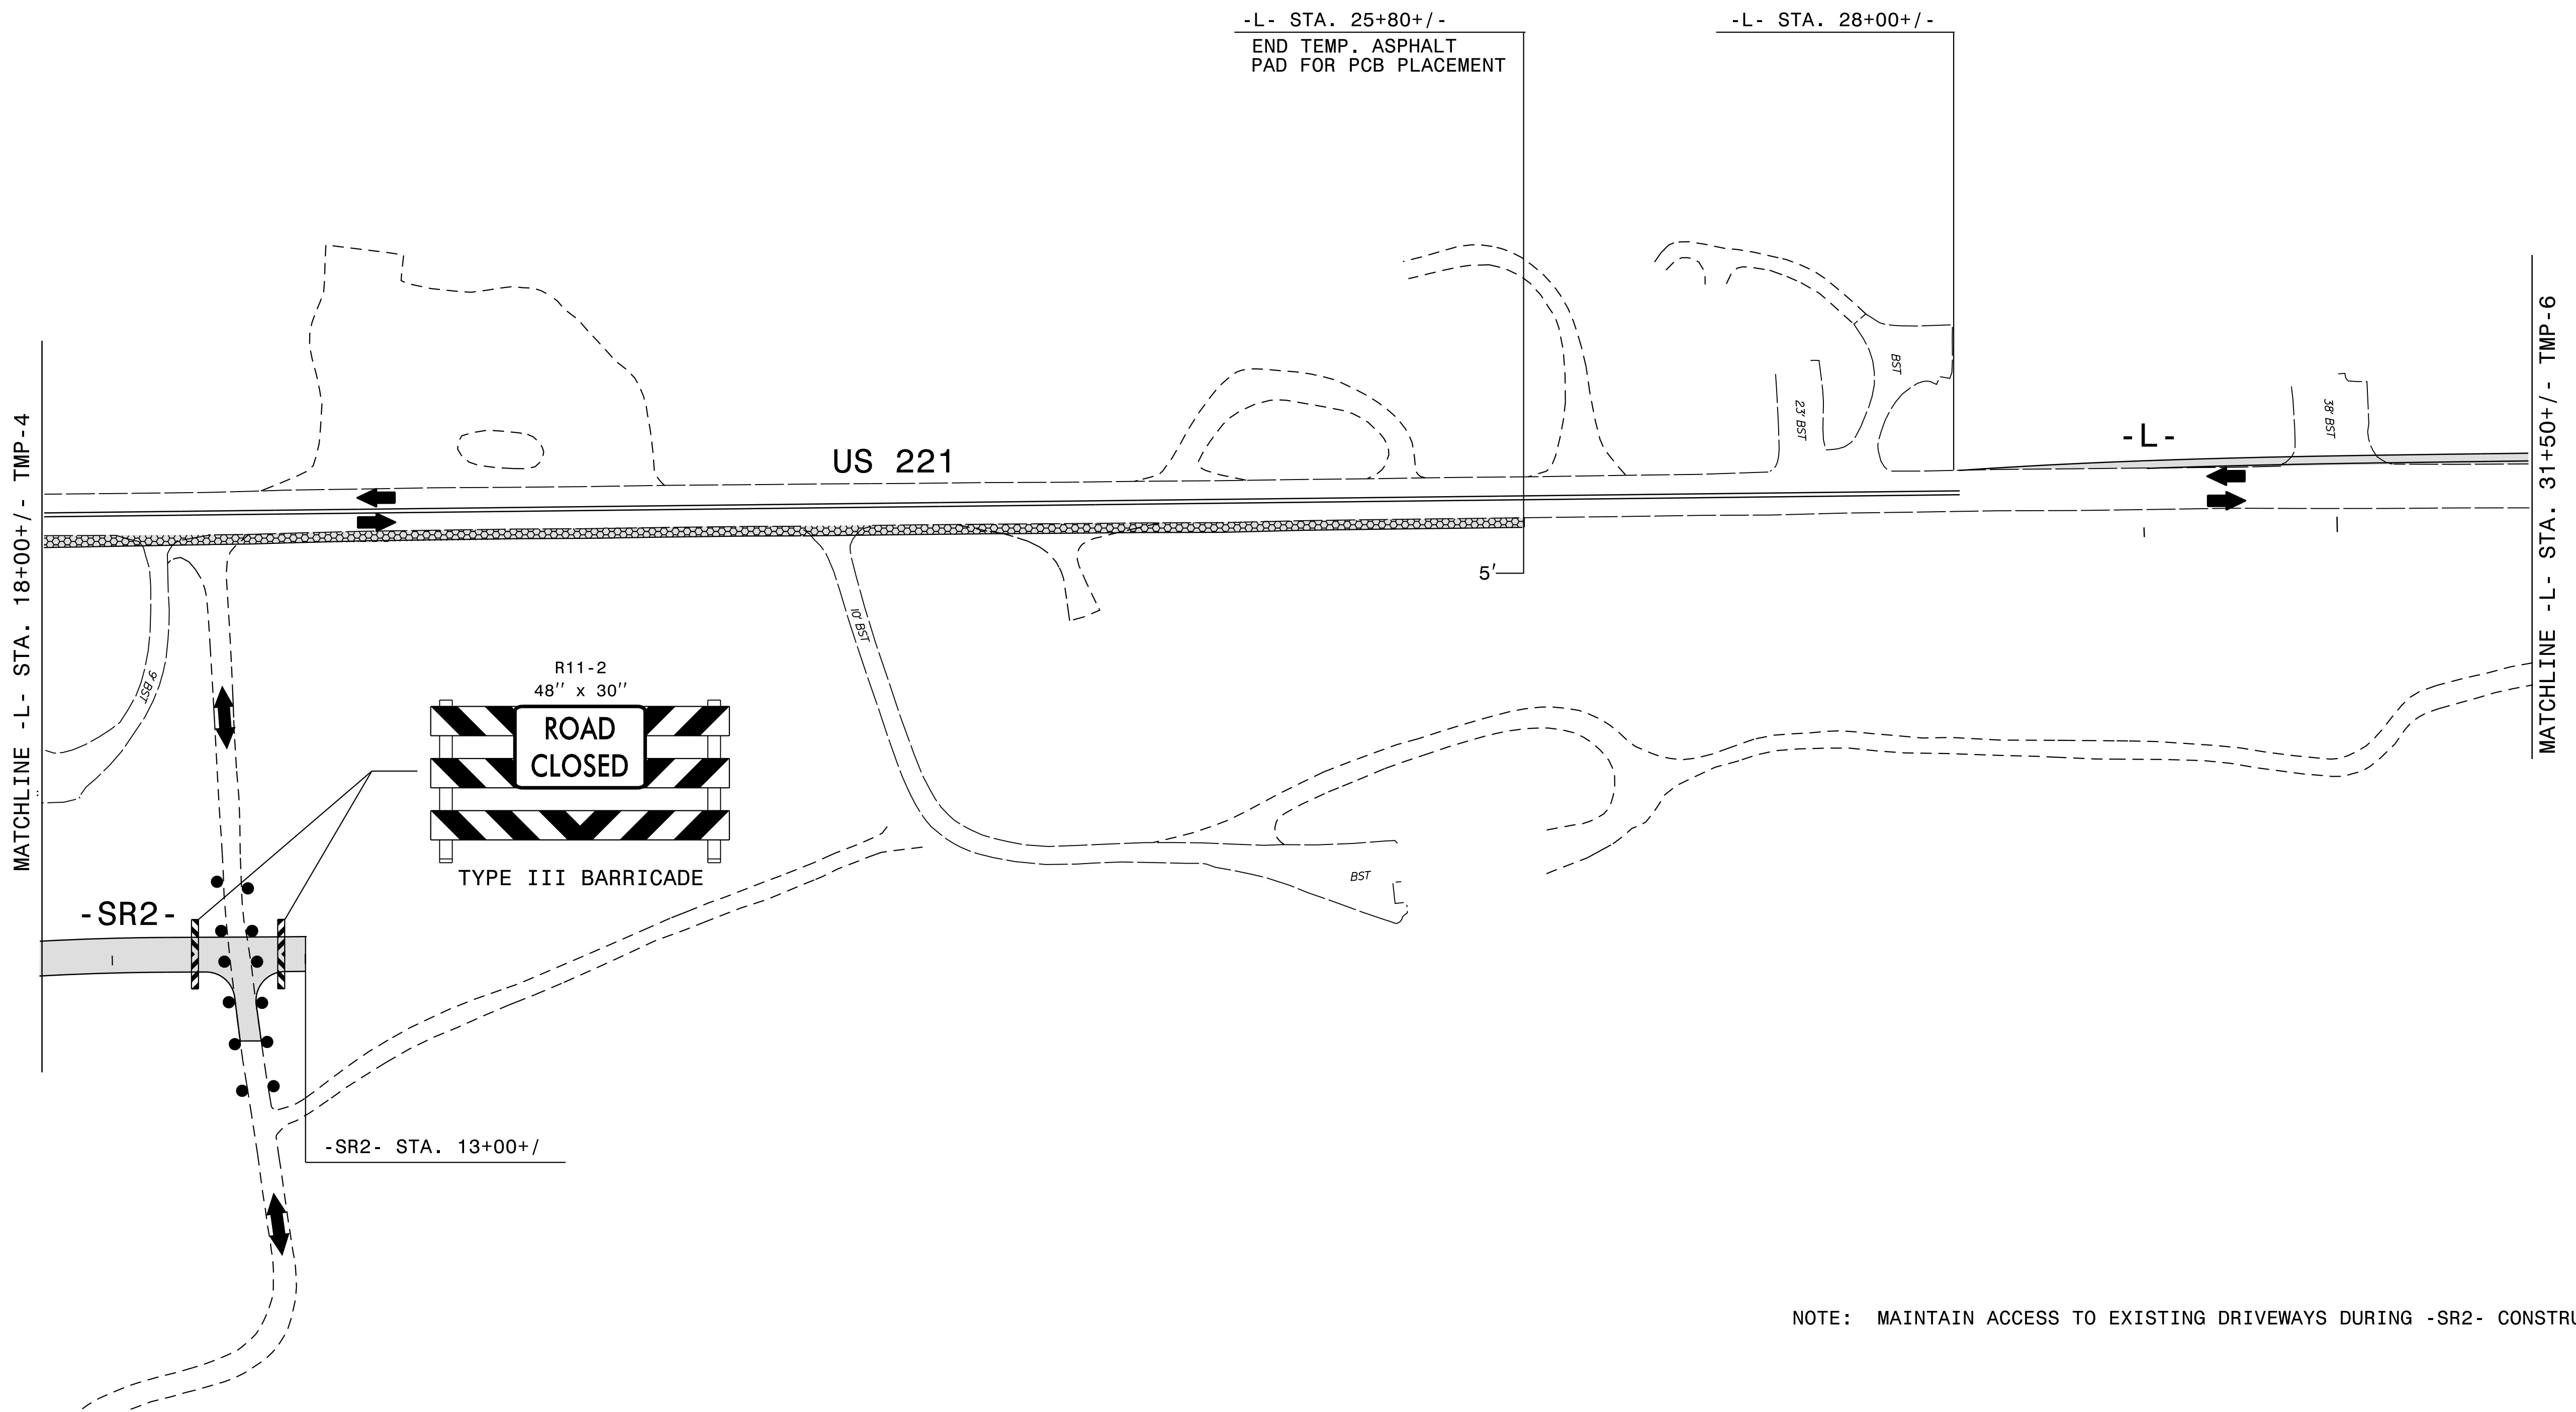 -L- STA. 25+80+/-
END TEMP. ASPHALT
PAD FOR PCB PLACEMENT
-L- STA. 28+00+/-
MATCHLINE -L- STA. 18+00+/- TMP-4
MATCHLINE -L- STA. 31+50+/- TMP-6
BST
23' BST
38' BST
-L-
US 221
5'
10' BST
9' BST
R11-2
48" x 30"
ROAD
CLOSED
TYPE III BARRICADE
BST
-SR2-
-SR2- STA. 13+00+/
NOTE: MAINTAIN ACCESS TO EXISTING DRIVEWAYS DURING -SR2- CONSTRU